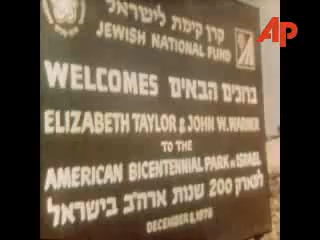 AP
קרן קימת לישראל
JEWISH NATIONAL FUND
WELCOMES ברוכים הבאים
ELIZABETH TAYLOR & JOHN W. WARNER
TO THE
AMERICAN BICENTENNIAL PARK IN ISRAEL
לפארק 200 שנות ארה"ב בישראל
DECEMBER 8, 1976